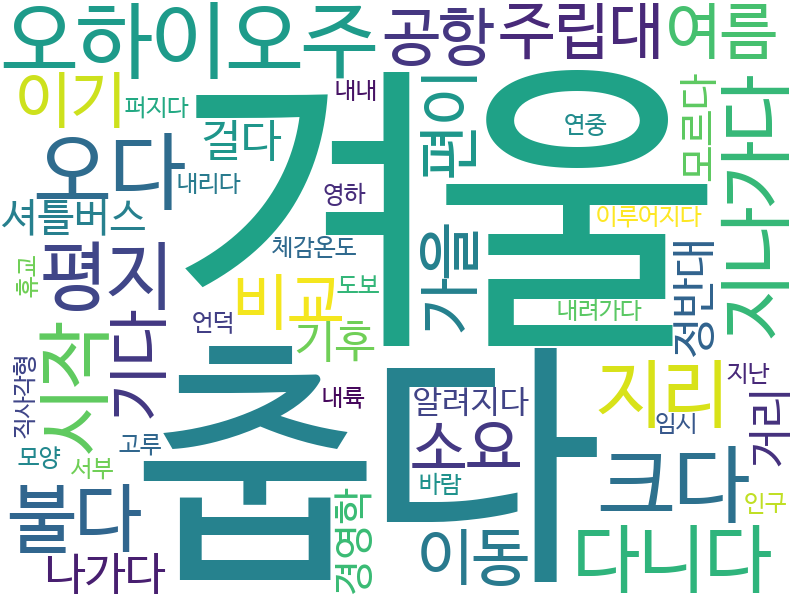 오하이오주
공항
주립대
여름
이기
퍼지다
내내
겨울
편이
연중
모르다
지나가다
걸다
오다
내리다
영하
이루어지다
셔틀버스
체감온도
가을
정반대
휴교
평지
비교
도보
언덕
기후
내려가다
시작
기다
춥다
내륙
알려지다
지리
지난
직사각형
고루
소요
임시
거리
모양
서부
바람
크다
인구
뿐다
경영학
이동
다니다
나가다